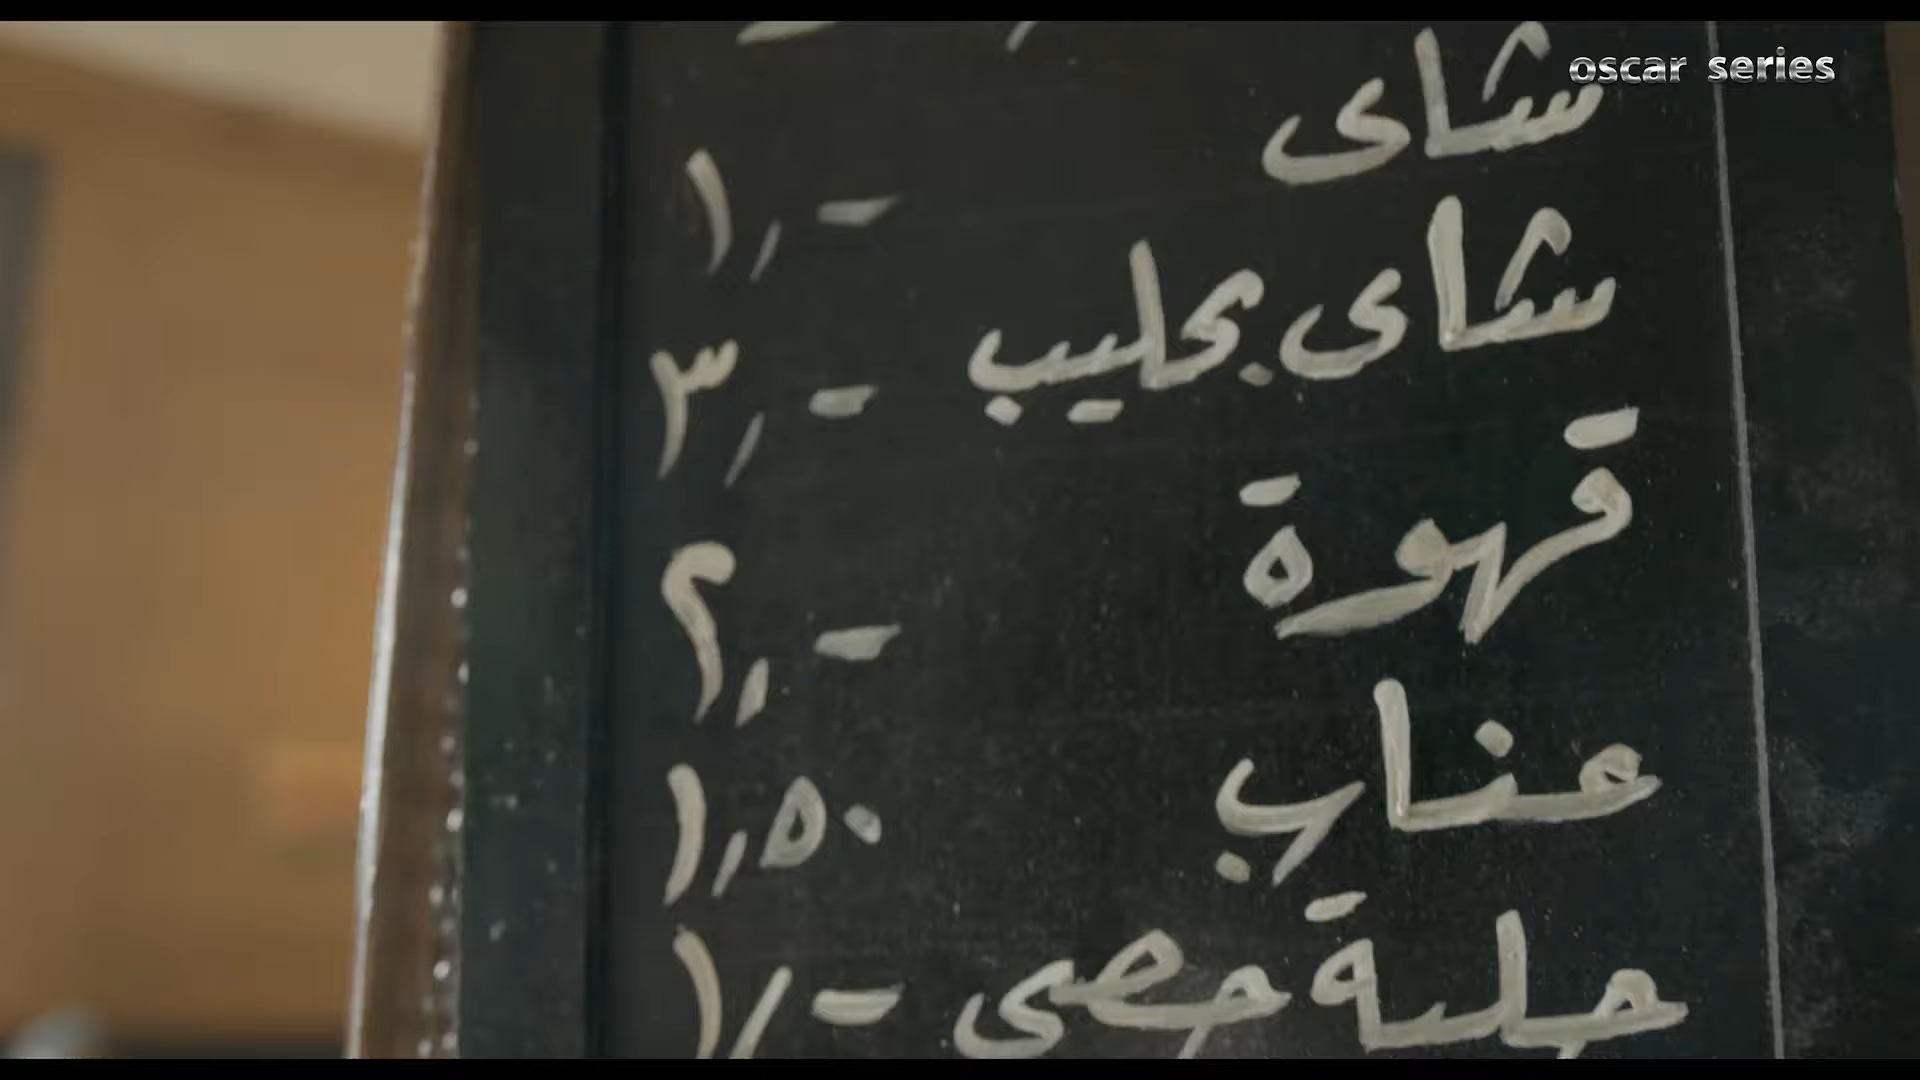 oscar series
شاى
١,-
شاى بحليب ٣,-
قهوة ٢,-
عناب ١,٥٠
حلبة حصى ١,-